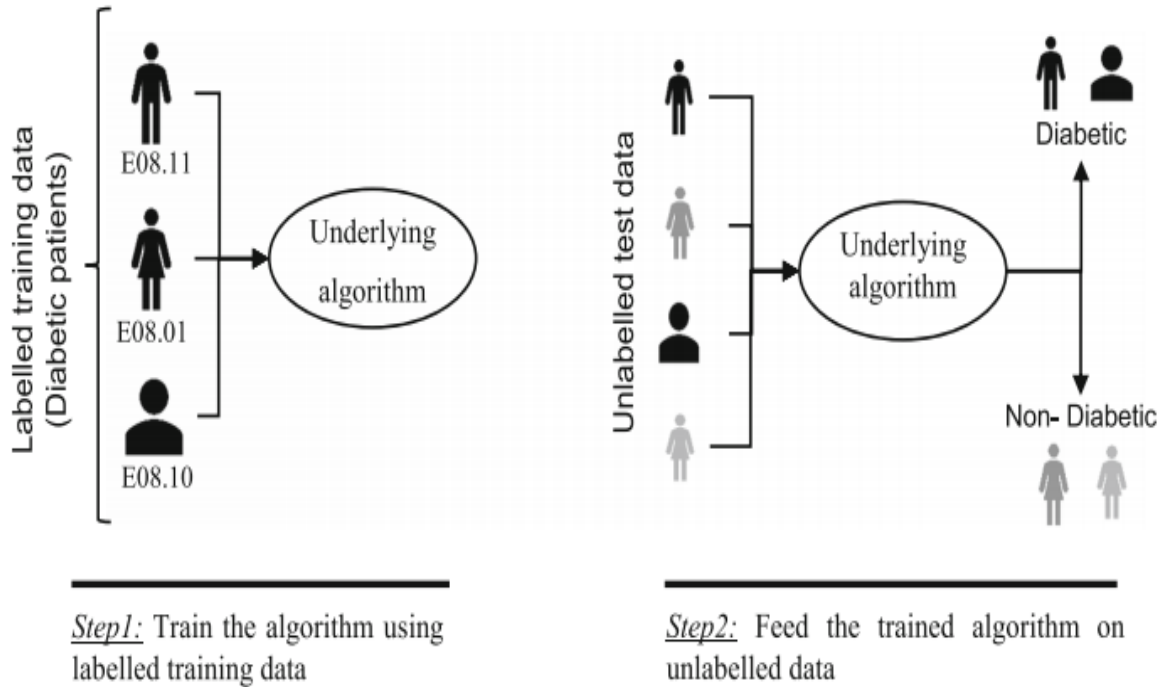 Labelled training data
(Diabetic patients)
E08.11
E08.01
E08.10
Underlying
algorithm
Step1: Train the algorithm using
labelled training data
Unlabelled test data
Underlying
algorithm
Diabetic
Non- Diabetic
Step2: Feed the trained algorithm on
unlabelled data